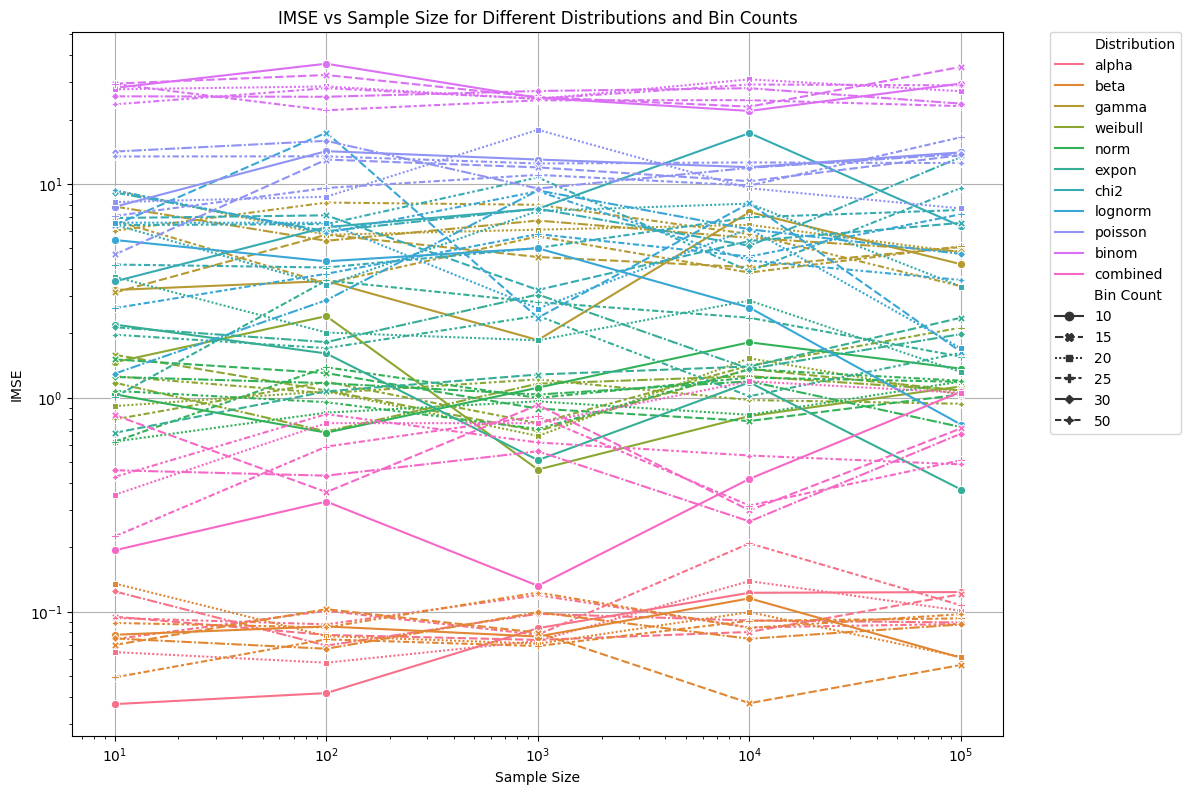 IMSE vs Sample Size for Different Distributions and Bin Counts
IMSE
10¹
10⁰
10⁻¹
10¹
10²
10³
10⁴
10⁵
Sample Size
Distribution
alpha
beta
gamma
weibull
norm
expon
chi2
lognorm
poisson
binom
combined
Bin Count
10
15
20
25
30
50